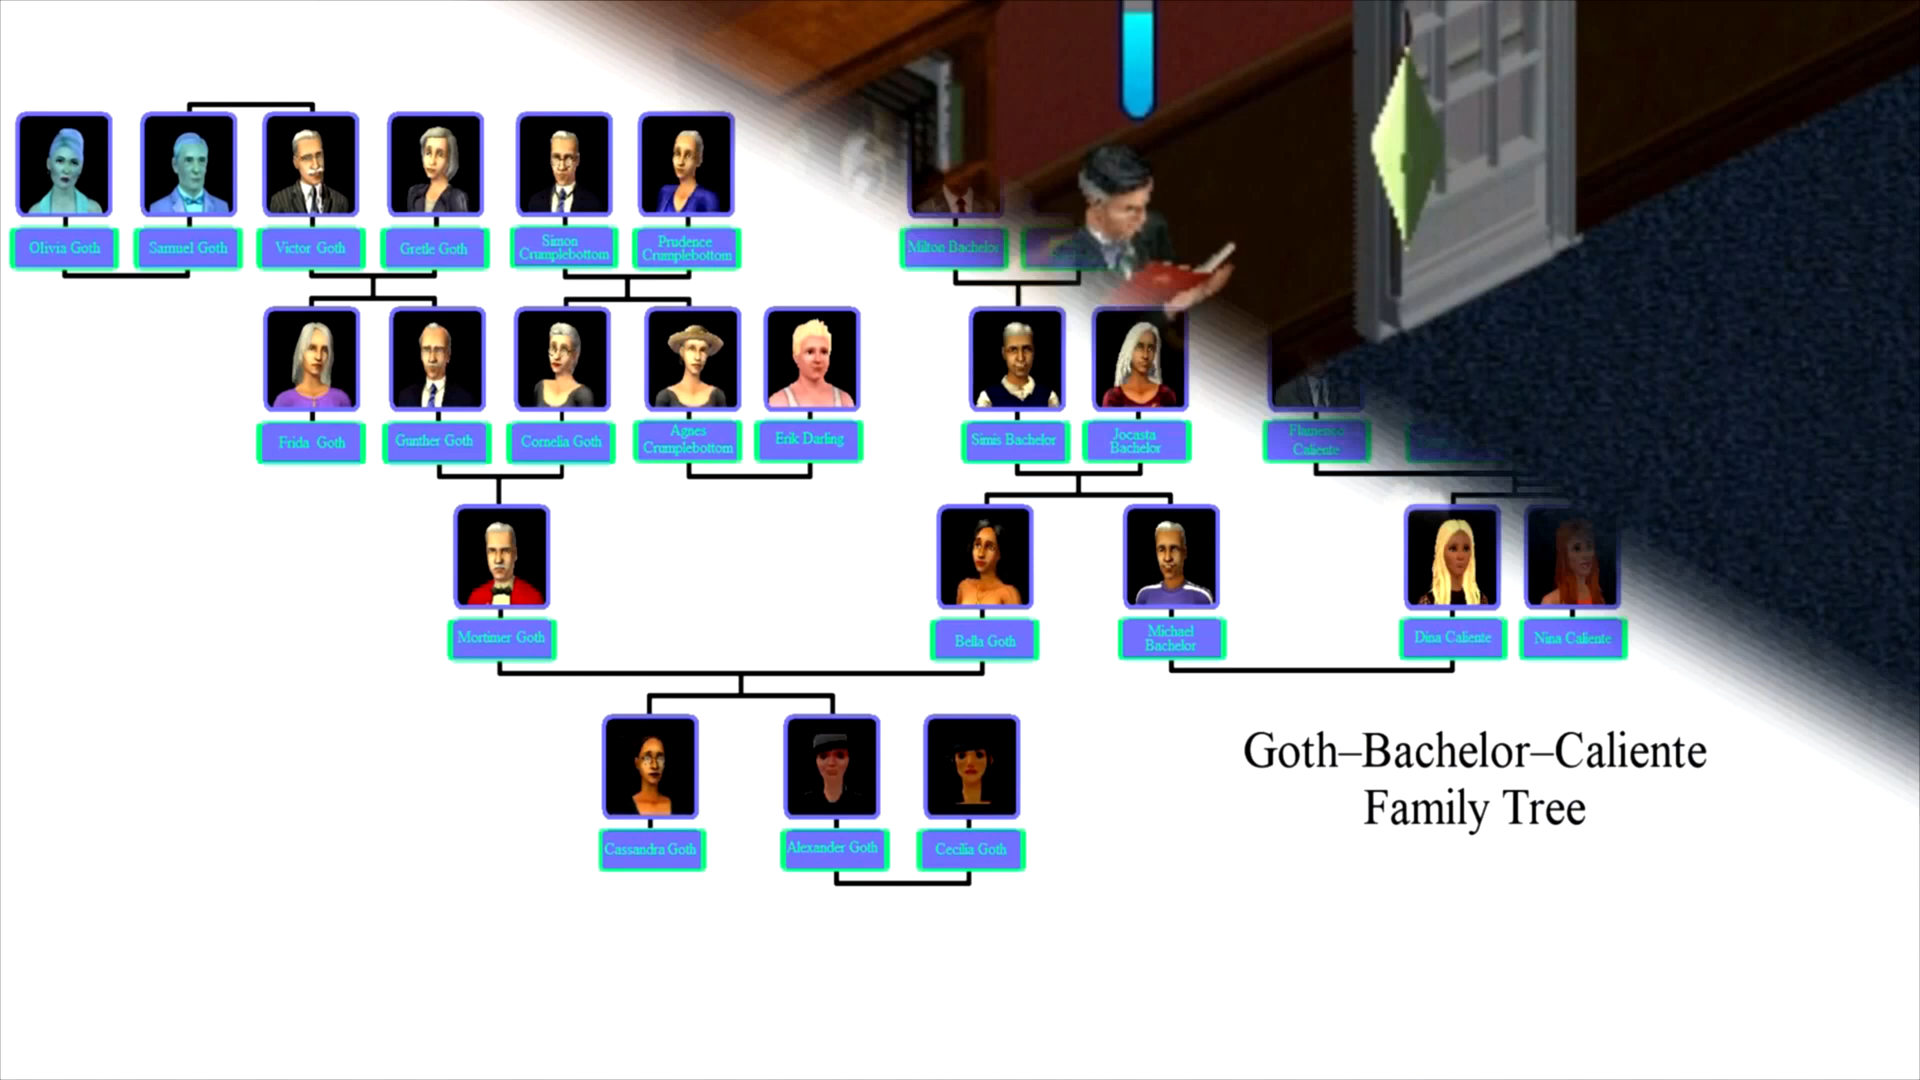 Olivia Goth
Samuel Goth
Victor Goth
Gretle Goth
Simon
Crumplebottom
Prudence
Crumplebottom
Milton Bachelor
Frida Goth
Gunther Goth
Cornelia Goth
Agnes
Crumplebottom
Erik Darling
Simis Bachelor
Jocasta
Bachelor
Flamenco
Caliente
Mortimer Goth
Bella Goth
Michael
Bachelor
Dina Caliente
Nina Caliente
Goth–Bachelor–Caliente
Family Tree
Cassandra Goth
Alexander Goth
Cecilia Goth